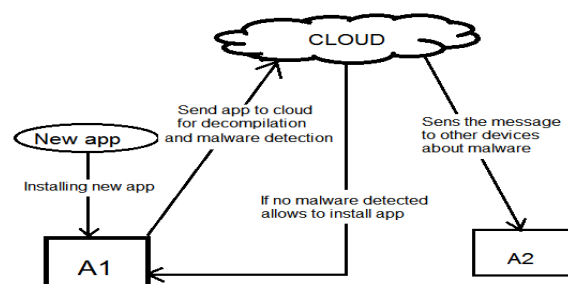 CLOUD
Send app to cloud
for decompilation
and malware detection
Sens the message
to other devices
about malware
New app
Installing new app
If no malware detected
allows to install app
A1
A2